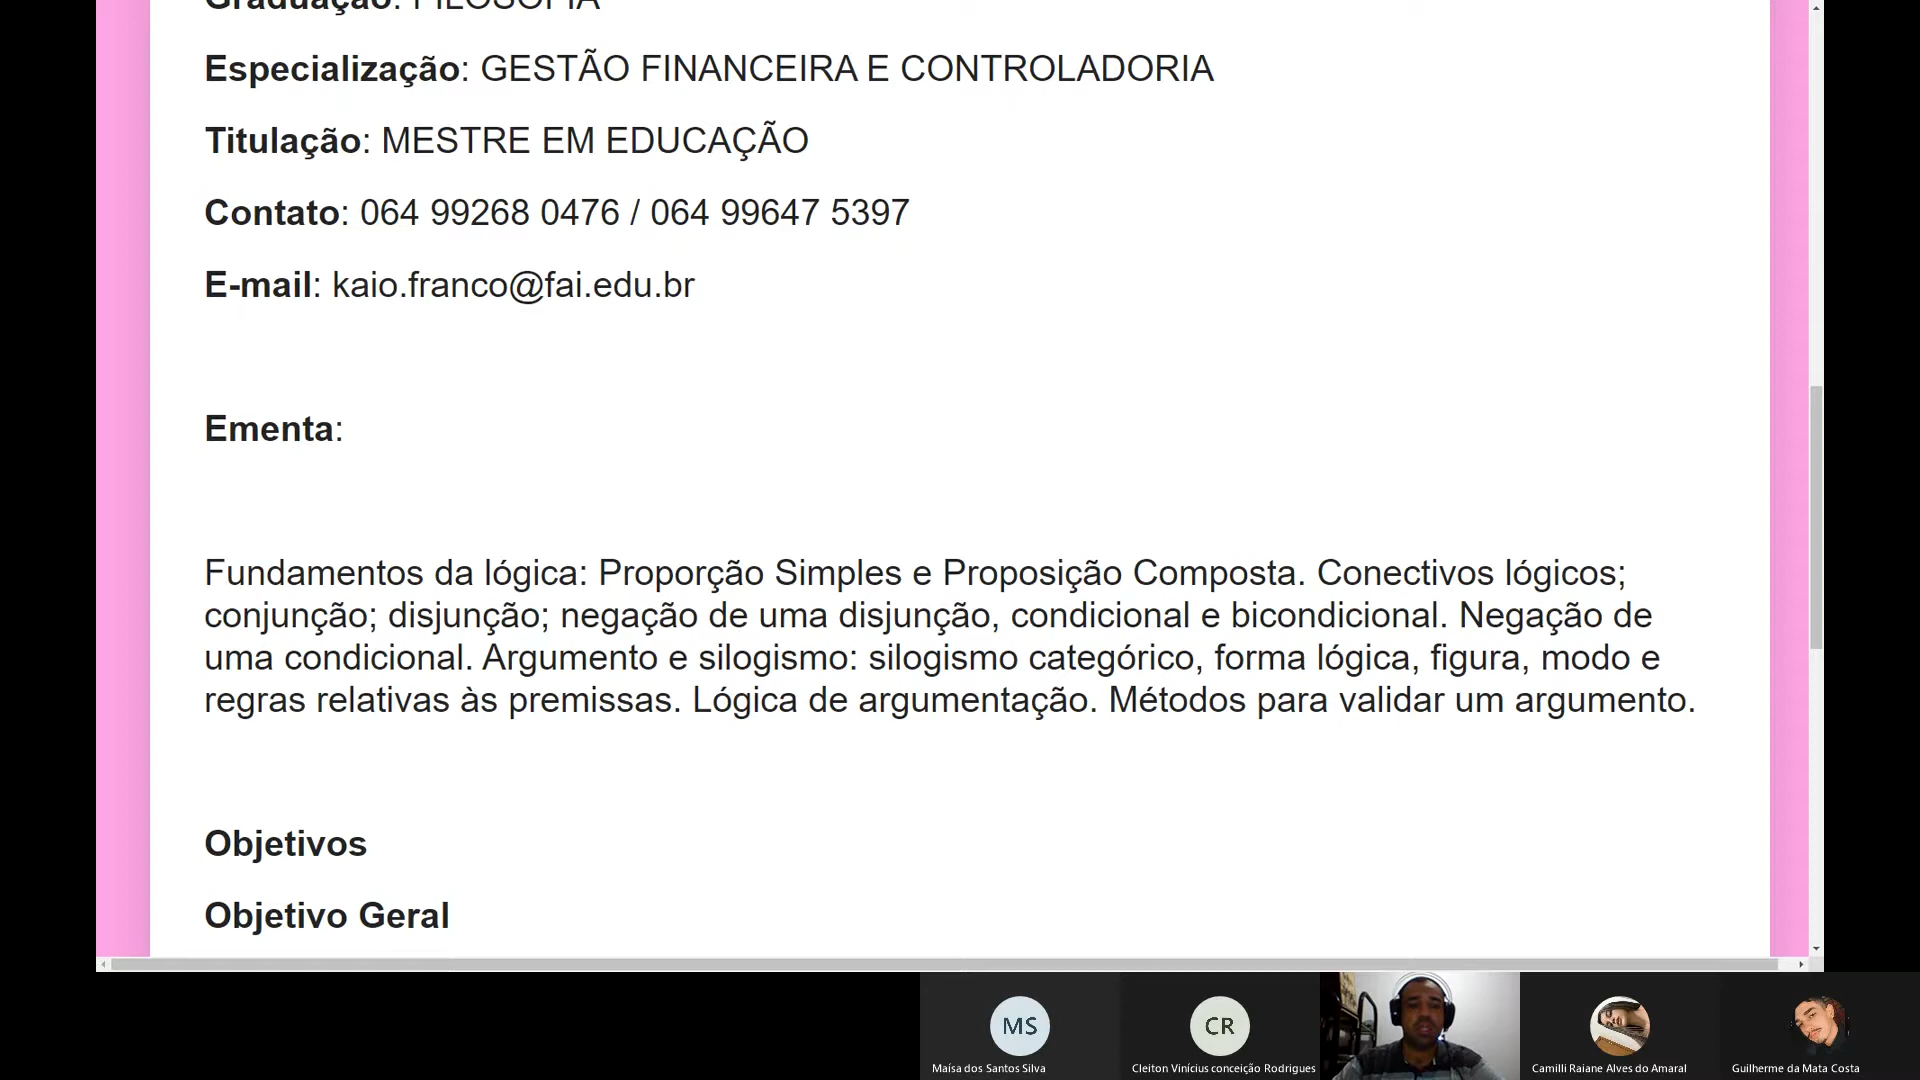 Graduação: FILOSOFIA
Especialização: GESTÃO FINANCEIRA E CONTROLADORIA
Titulação: MESTRE EM EDUCAÇÃO
Contato: 064 99268 0476 / 064 99647 5397
E-mail: kaio.franco@fai.edu.br
Ementa:
Fundamentos da lógica: Proporção Simples e Proposição Composta. Conectivos lógicos;
conjunção; disjunção; negação de uma disjunção, condicional e bicondicional. Negação de
uma condicional. Argumento e silogismo: silogismo categórico, forma lógica, figura, modo e
regras relativas às premissas. Lógica de argumentação. Métodos para validar um argumento.
Objetivos
Objetivo Geral
MS
CR
Maísa dos Santos Silva
Cleiton Vinícius conceição Rodrigues
Camilli Raiane Alves do Amaral
Guilherme da Mata Costa